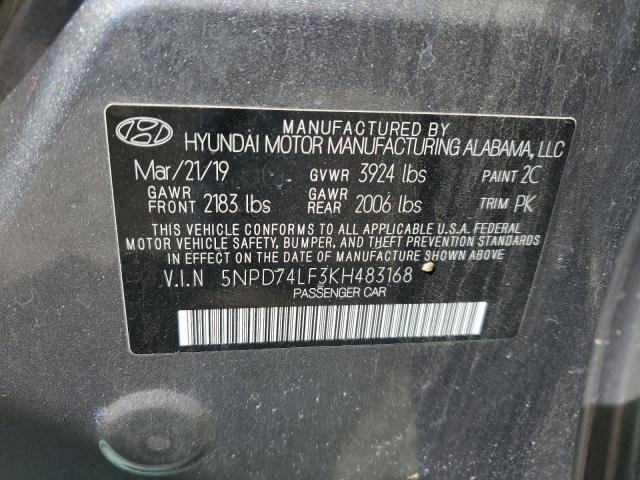 MANUFACTURED BY
HYUNDAI MOTOR MANUFACTURING ALABAMA, LLC
Mar/21/19 GVWR 3924 lbs PAINT 2C
GAWR FRONT 2183 lbs GAWR REAR 2006 lbs TRIM PK
THIS VEHICLE CONFORMS TO ALL APPLICABLE U.S.A. FEDERAL
MOTOR VEHICLE SAFETY, BUMPER, AND THEFT PREVENTION STANDARDS
IN EFFECT ON THE DATE OF MANUFACTURE SHOWN ABOVE.
V.I.N 5NPD74LF3KH483168
PASSENGER CAR